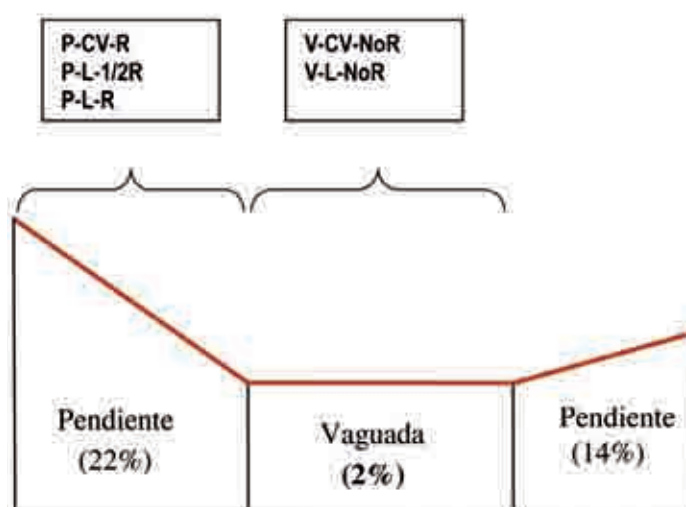 P-CV-R
P-L-1/2R
P-L-R
V-CV-NoR
V-L-NoR
Pendiente
(22%)
Vaguada
(2%)
Pendiente
(14%)